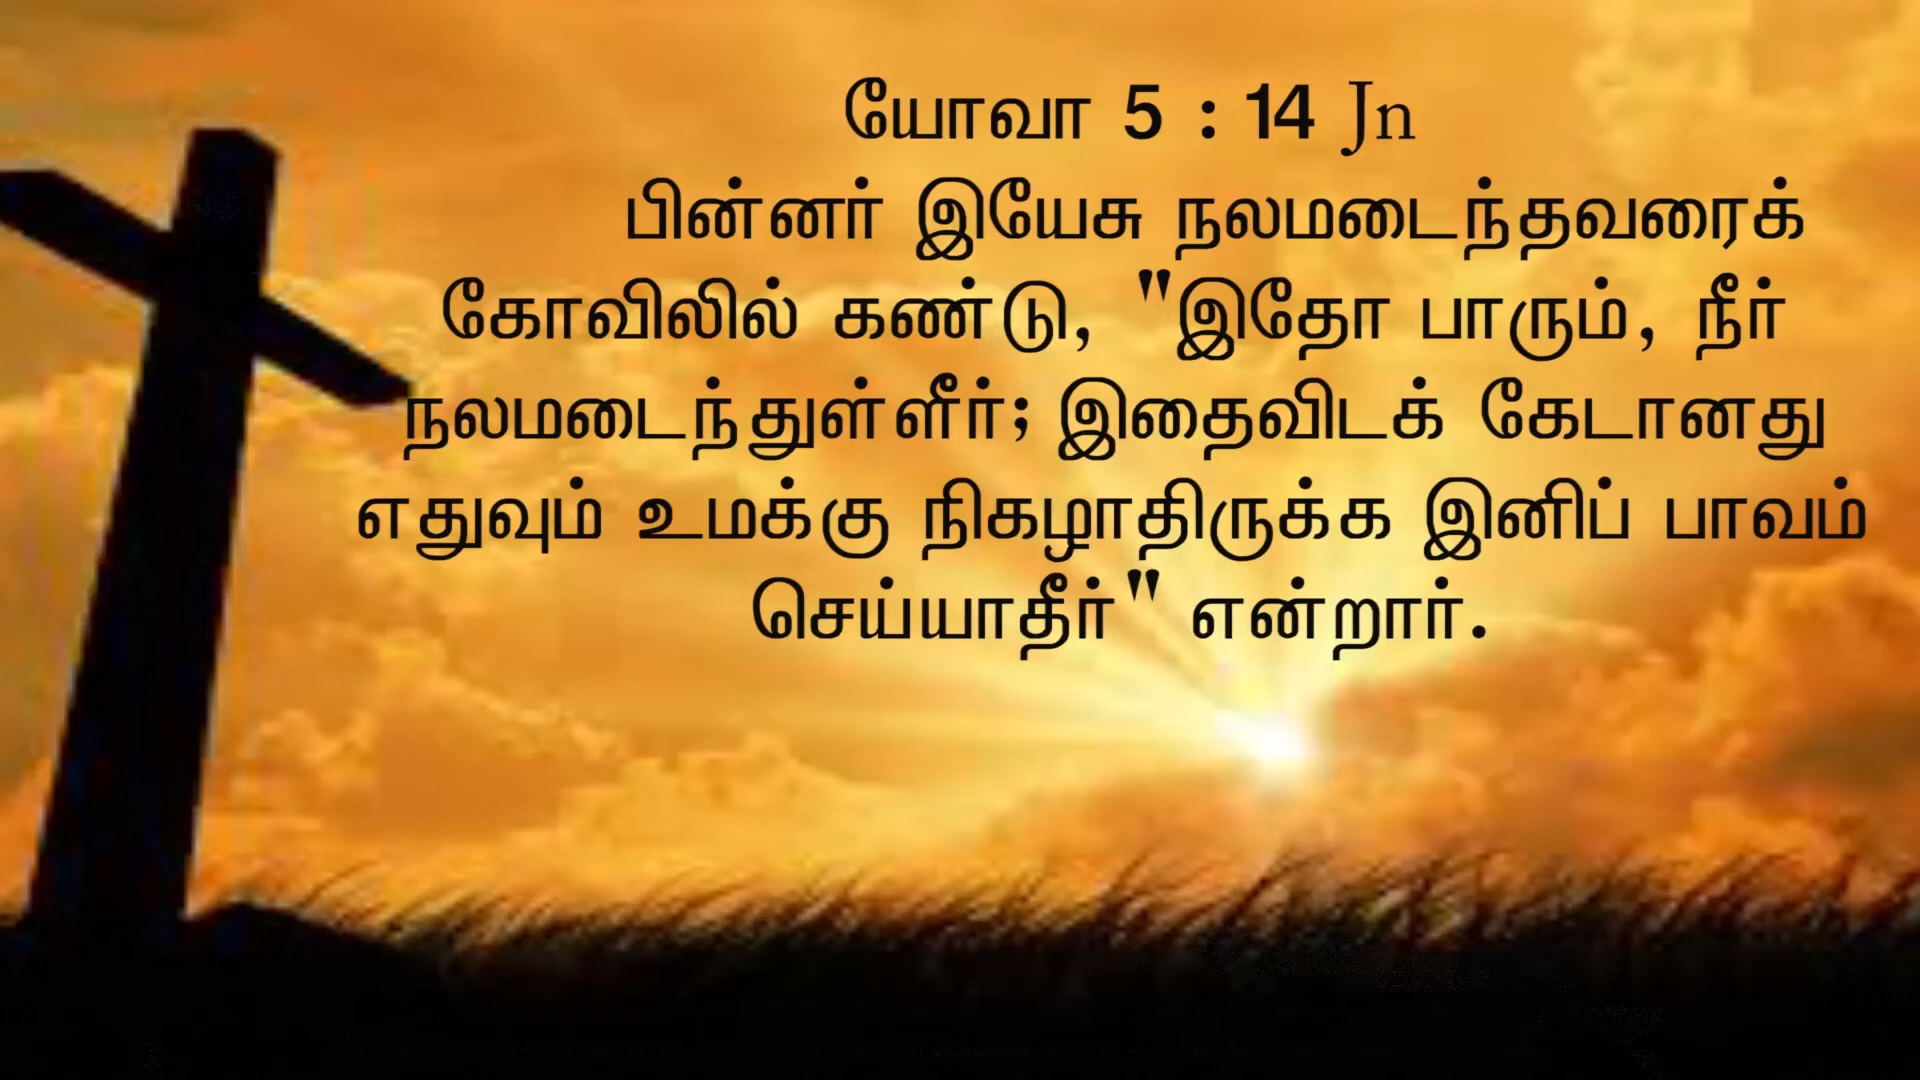 யோவா 5 : 14 Jn
பின்னர் இயேசு நலமடைந்தவரைக்
கோவிலில் கண்டு, "இதோ பாரும், நீர்
நலமடைந்துள்ளீர்; இதைவிடக் கேடானது
எதுவும் உமக்கு நிகழாதிருக்க இனிப் பாவம்
செய்யாதீர்" என்றார்.